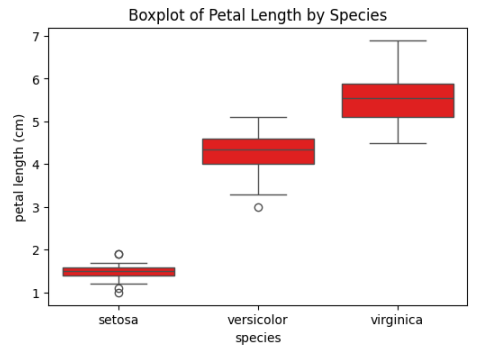 Boxplot of Petal Length by Species
petal length (cm)
7
6
5
4
3
2
1
setosa versicolor virginica
species